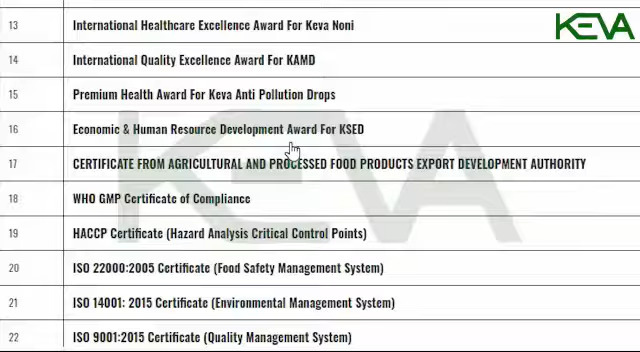 KEVA
13 International Healthcare Excellence Award For Keva Noni
14 International Quality Excellence Award For KAMD
15 Premium Health Award For Keva Anti Pollution Drops
16 Economic & Human Resource Development Award For KSED
17 CERTIFICATE FROM AGRICULTURAL AND PROCESSED FOOD PRODUCTS EXPORT DEVELOPMENT AUTHORITY
18 WHO GMP Certificate of Compliance
19 HACCP Certificate (Hazard Analysis Critical Control Points)
20 ISO 22000:2005 Certificate (Food Safety Management System)
21 ISO 14001: 2015 Certificate (Environmental Management System)
22 ISO 9001:2015 Certificate (Quality Management System)
KEVA